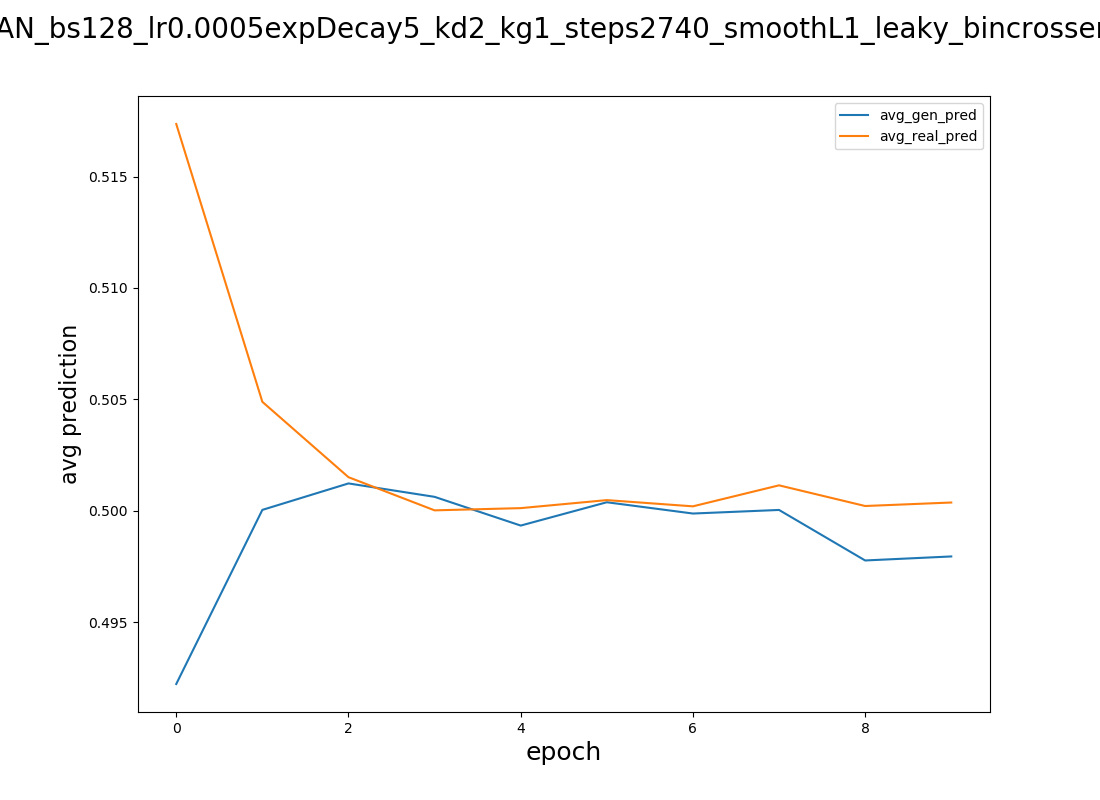 AN_bs128_lr0.0005expDecay5_kd2_kg1_steps2740_smoothL1_leaky_bincrosser
avg_gen_pred
avg_real_pred
0.515
0.510
0.505
0.500
0.495
avg prediction
0 2 4 6 8
epoch